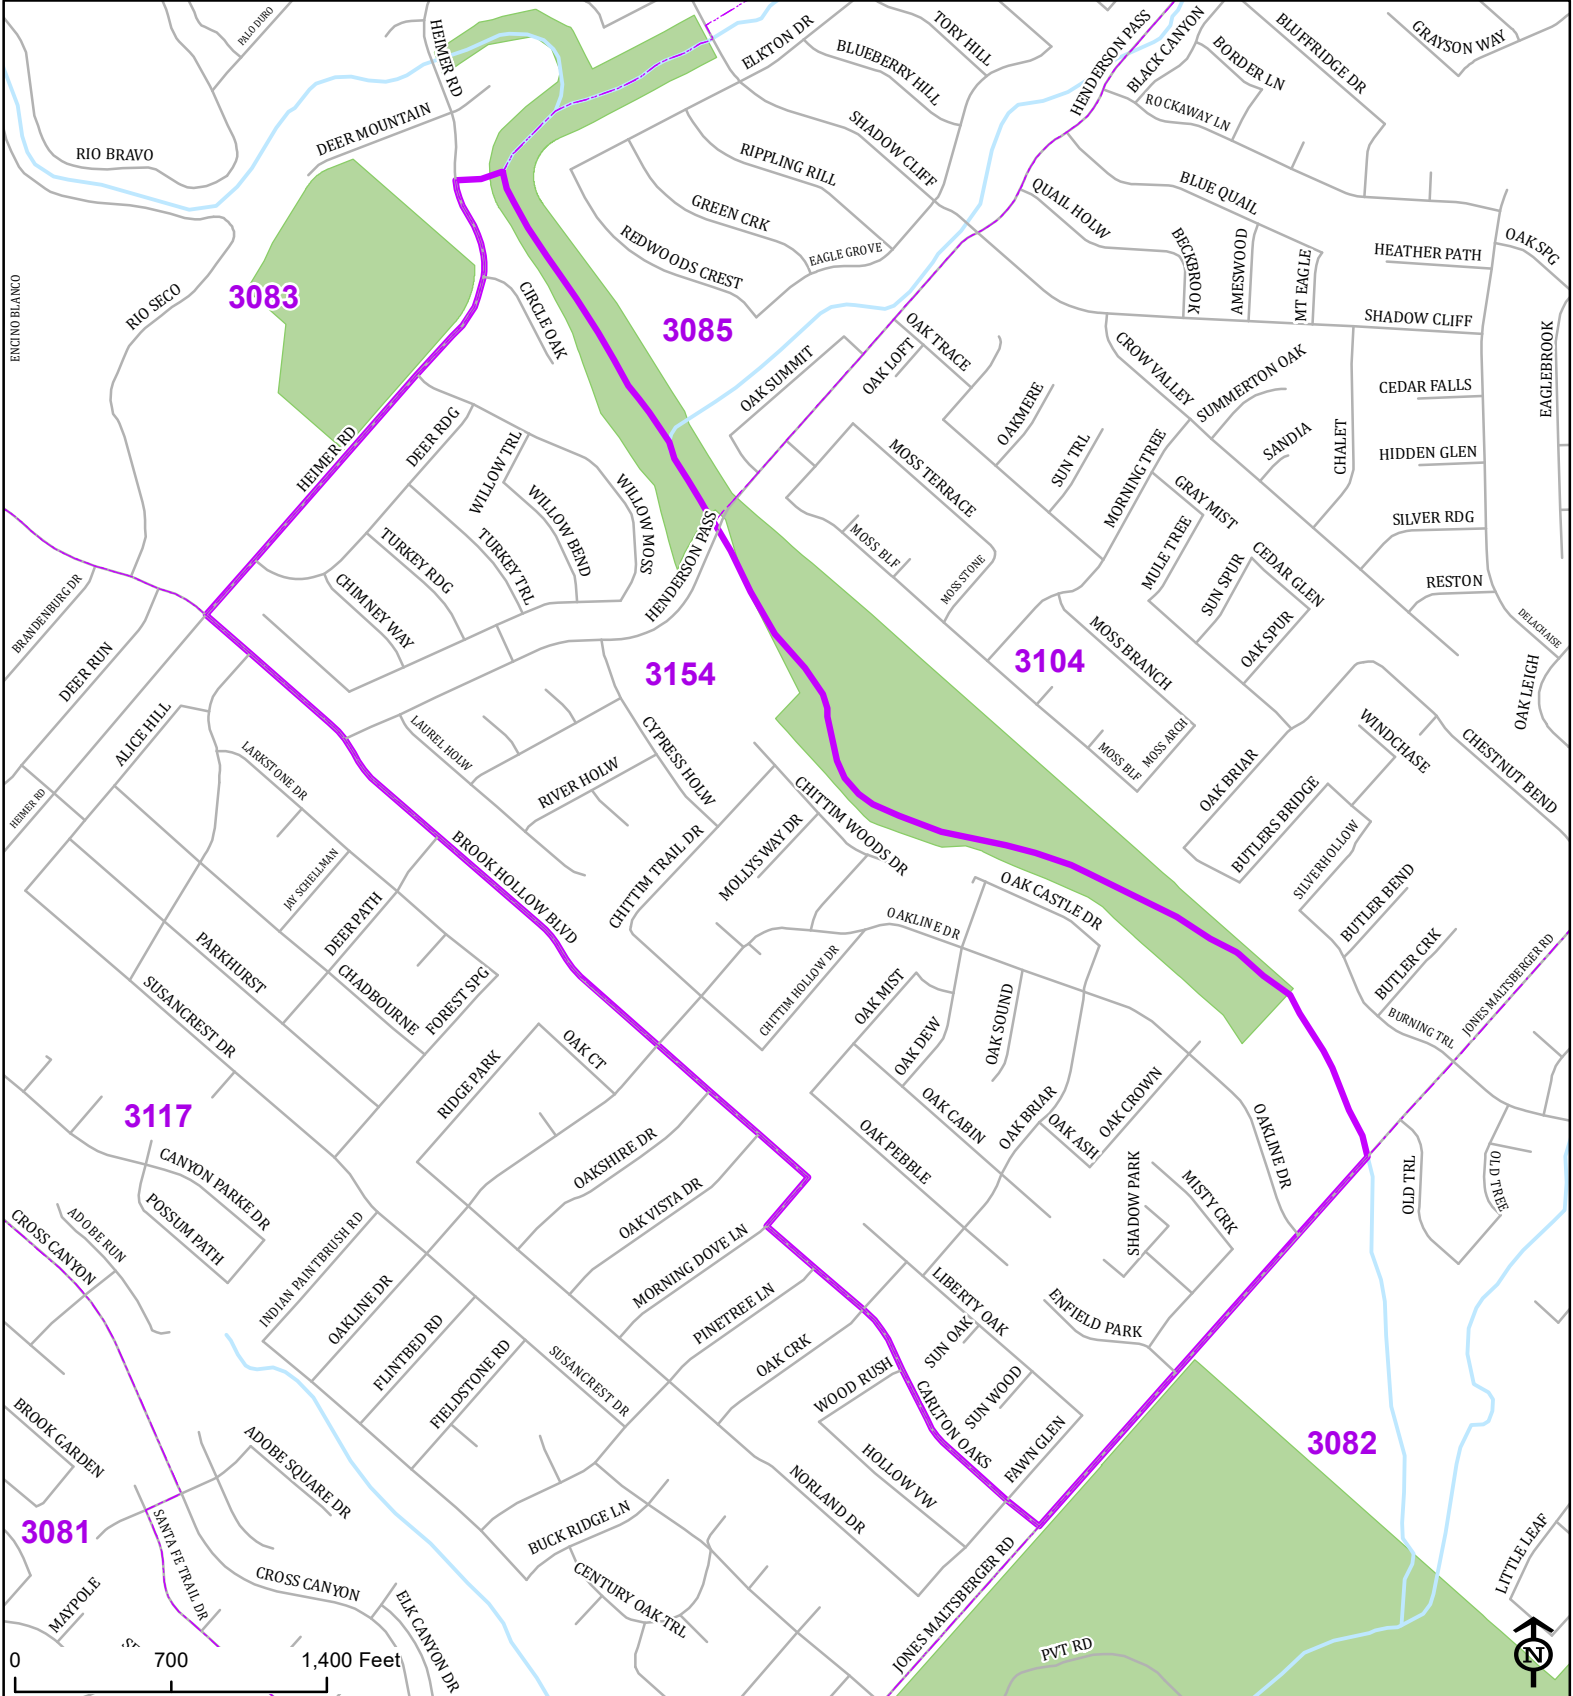 PALO DURO
HEIMER RD
ELKTON DR
TORY HILL
BLUEBERRY HILL
HENDERSON PASS
BLACK CANYON
BORDER LN
BLUFFRIDGE DR
GRAYSON WAY
ROCKAWAY LN
DEER MOUNTAIN
RIO BRAVO
SHADOW CLIFF
RIPPLING RILL
GREEN CRK
REDWOODS CREST
EAGLE GROVE
QUAIL HOLW
BLUE QUAIL
BECKBROOK
AMESWOOD
MT EAGLE
HEATHER PATH
OAK SPG
ENCINO BLANCO
RIO SECO
3083
CIRCLE OAK
3085
OAK TRACE
OAK LOFT
OAK SUMMIT
SHADOW CLIFF
EAGLEBROOK
CROW VALLEY
SUMMERTON OAK
CEDAR FALLS
OAKMERE
SANDIA
CHALET
HIDDEN GLEN
HEIMER RD
DEER RDG
WILLOW TRL
WILLOW BEND
WILLOW MOSS
MOSS TERRACE
SUN TRL
MORNING TREE
GRAY MIST
SILVER RDG
TURKEY RDG
TURKEY TRL
CHIMNEY WAY
HENDERSON PASS
MOSS BLF
MOSS STONE
MULE TREE
SUN SPUR
CEDAR GLEN
OAK SPUR
RESTON
DELACHAISE
BRANDENBURG DR
DEER RUN
3154
3104
MOSS BRANCH
OAK LEIGH
ALICE HILL
LARKSTONE DR
LAUREL HOLW
CYPRESS HOLW
RIVER HOLW
MOSS BLF
MOSS ARCH
OAK BRIAR
WINDCHASE
CHESTNUT BEND
HEIMER RD
BROOK HOLLOW BLVD
CHITTIM WOODS DR
CHITTIM TRAIL DR
MOLLYS WAY DR
BUTLERS BRIDGE
SILVERHOLLOW
JAY SCHELLMAN
DEER PATH
OAK CASTLE DR
OAKLINE DR
BUTLER BEND
BUTLER CRK
PARKHURST
CHADBOURNE
FOREST SPG
CHITTIM HOLLOW DR
OAK MIST
OAK DEW
OAK SOUND
SUSANCREST DR
BURNING TRL
JONES MALTSBERGER RD
OAK CT
RIDGE PARK
OAK CABIN
OAK BRIAR
OAK ASH
OAK CROWN
3117
CANYON PARKE DR
POSSUM PATH
OAKSHIRE DR
OAK PEBBLE
OAKLINE DR
SHADOW PARK
MISTY CRK
OLD TRL
OLD TREE
CROSS CANYON
ADOBE RUN
INDIAN PAINTBRUSH RD
OAK VISTA DR
MORNING DOVE LN
OAKLINE DR
FLINTBED RD
FIELDSTONE RD
PINETREE LN
OAK CRK
LIBERTY OAK
SUN OAK
ENFIELD PARK
SUSANCREST DR
WOOD RUSH
CARLTON OAKS
SUN WOOD
FAWN GLEN
HOLLOW VW
3082
BROOK GARDEN
ADOBE SQUARE DR
NORLAND DR
3081
SANTA FE TRAIL DR
BUCK RIDGE LN
CENTURY OAK TRL
CROSS CANYON
ELK CANYON DR
MAYPOLE
JONES MALTSBERGER RD
PVT RD
LITTLE LEAF
0 700 1,400 Feet
N